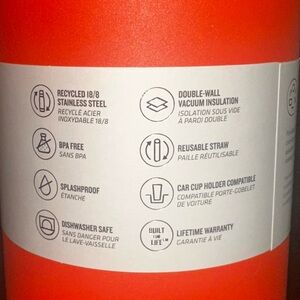 RECYCLED 18/8
STAINLESS STEEL
RECYCLÉ ACIER
INOXYDABLE 18/8
DOUBLE-WALL
VACUUM INSULATION
ISOLATION SOUS VIDE
À PAROI DOUBLE
BPA FREE
SANS BPA
REUSABLE STRAW
PAILLE RÉUTILISABLE
SPLASHPROOF
ÉTANCHE
CAR CUP HOLDER COMPATIBLE
COMPATIBLE PORTE-GOBELET
DE VOITURE
DISHWASHER SAFE
SANS DANGER POUR
LE LAVE-VAISSELLE
BUILT
FOR
LIFE™
LIFETIME WARRANTY
GARANTIE À VIE